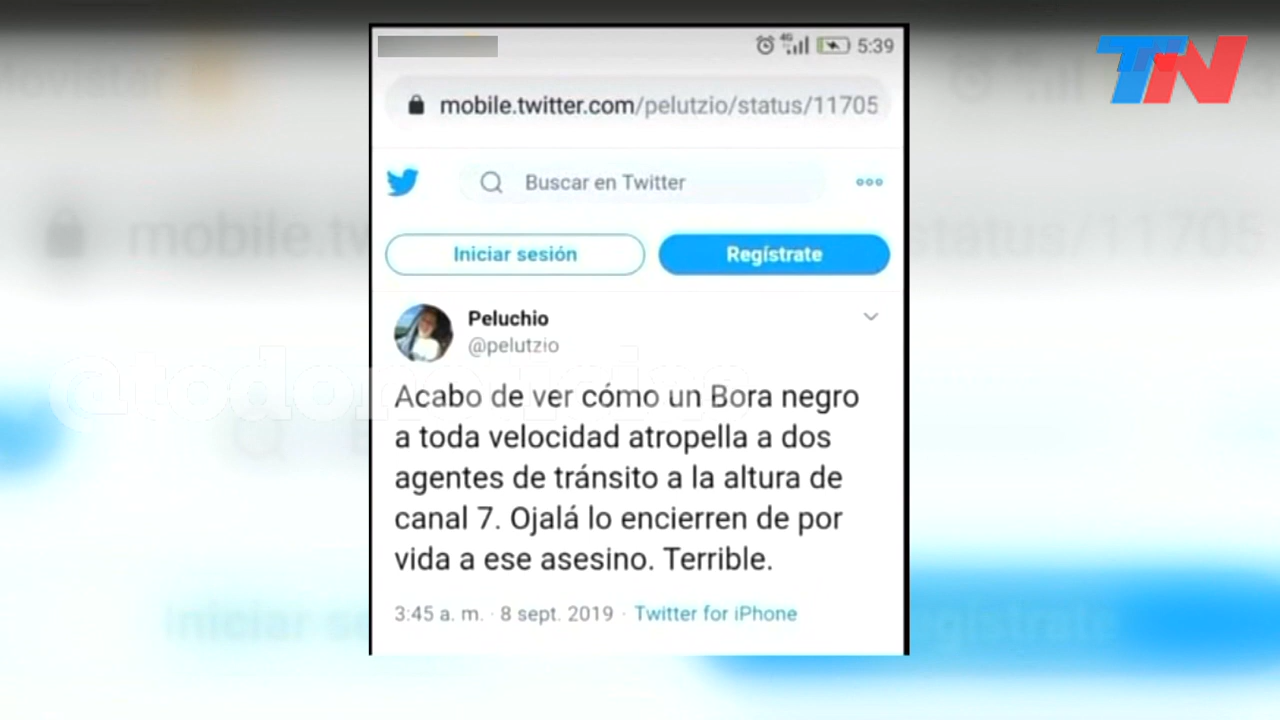 TN
5:39
mobile.twitter.com/pelutzio/status/11705
Buscar en Twitter
Iniciar sesión
Regístrate
Peluchio
@pelutzio
Acabo de ver cómo un Bora negro
a toda velocidad atropella a dos
agentes de tránsito a la altura de
canal 7. Ojalá lo encierren de por
vida a ese asesino. Terrible.
3:45 a. m. · 8 sept. 2019 · Twitter for iPhone